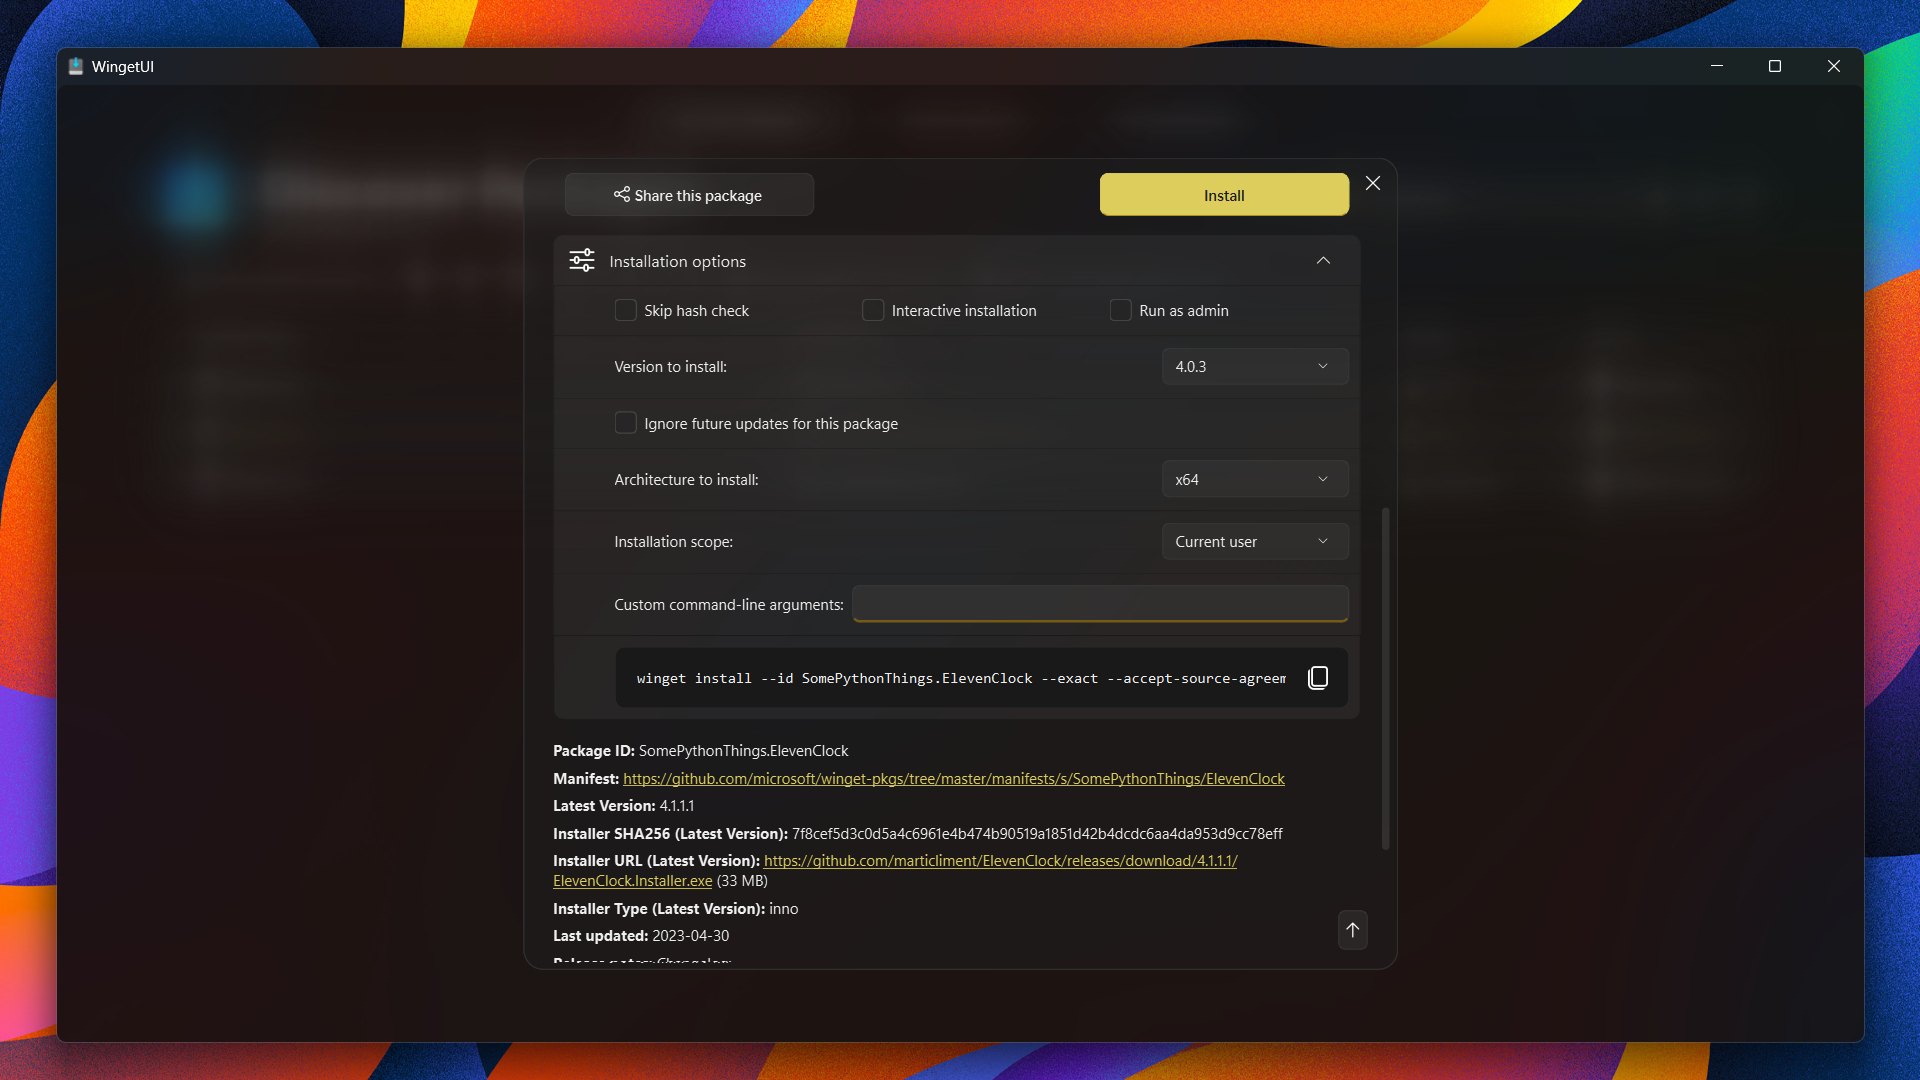 WingetUI
Share this package
Install
Installation options
Skip hash check
Interactive installation
Run as admin
Version to install:
4.0.3
Ignore future updates for this package
Architecture to install:
x64
Installation scope:
Current user
Custom command-line arguments:
winget install --id SomePythonThings.ElevenClock --exact --accept-source-agreem
Package ID: SomePythonThings.ElevenClock
Manifest: https://github.com/microsoft/winget-pkgs/tree/master/manifests/s/SomePythonThings/ElevenClock
Latest Version: 4.1.1.1
Installer SHA256 (Latest Version): 7f8cef5d3c0d5a4c6961e4b474b90519a1851d42b4dcdc6aa4da953d9cc78eff
Installer URL (Latest Version): https://github.com/marticliment/ElevenClock/releases/download/4.1.1.1/
ElevenClock.Installer.exe (33 MB)
Installer Type (Latest Version): inno
Last updated: 2023-04-30